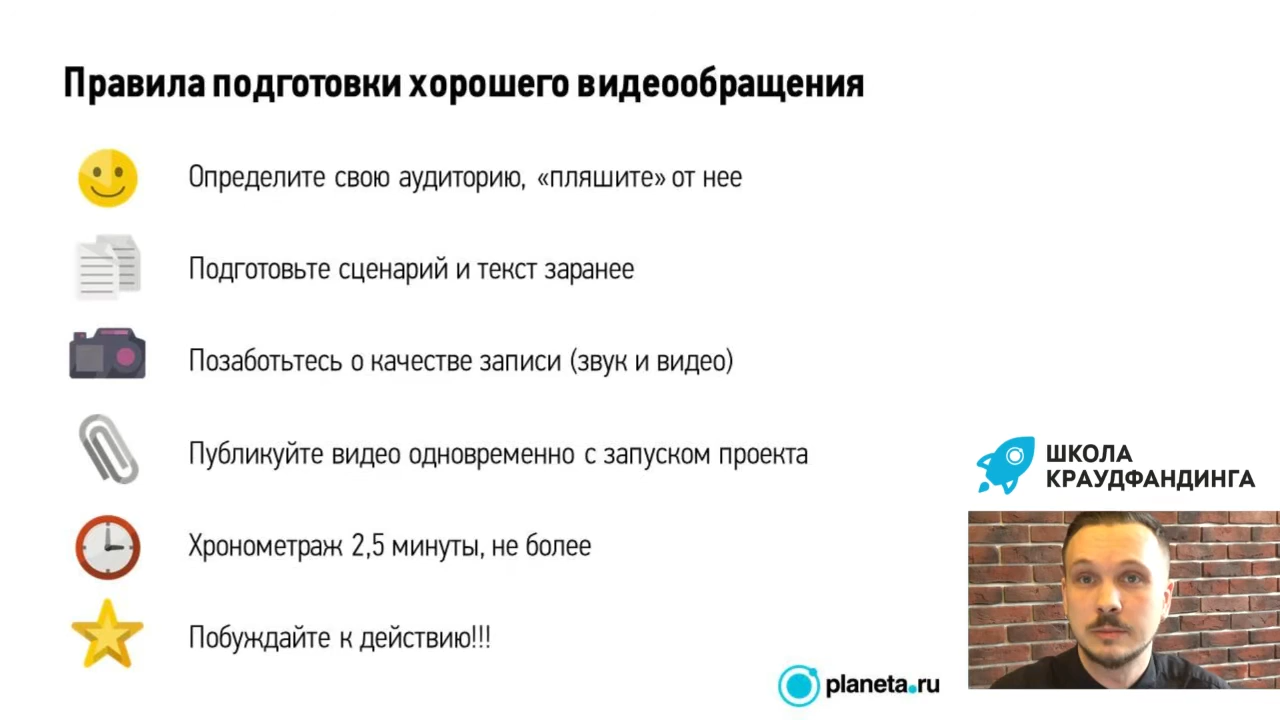 Правила подготовки хорошего видеообращения
Определите свою аудиторию, «пляшите» от нее
Подготовьте сценарий и текст заранее
Позаботьтесь о качестве записи (звук и видео)
Публикуйте видео одновременно с запуском проекта
Хронометраж 2,5 минуты, не более
Побуждайте к действию!!!
ШКОЛА
КРАУДФАНДИНГА
planeta.ru